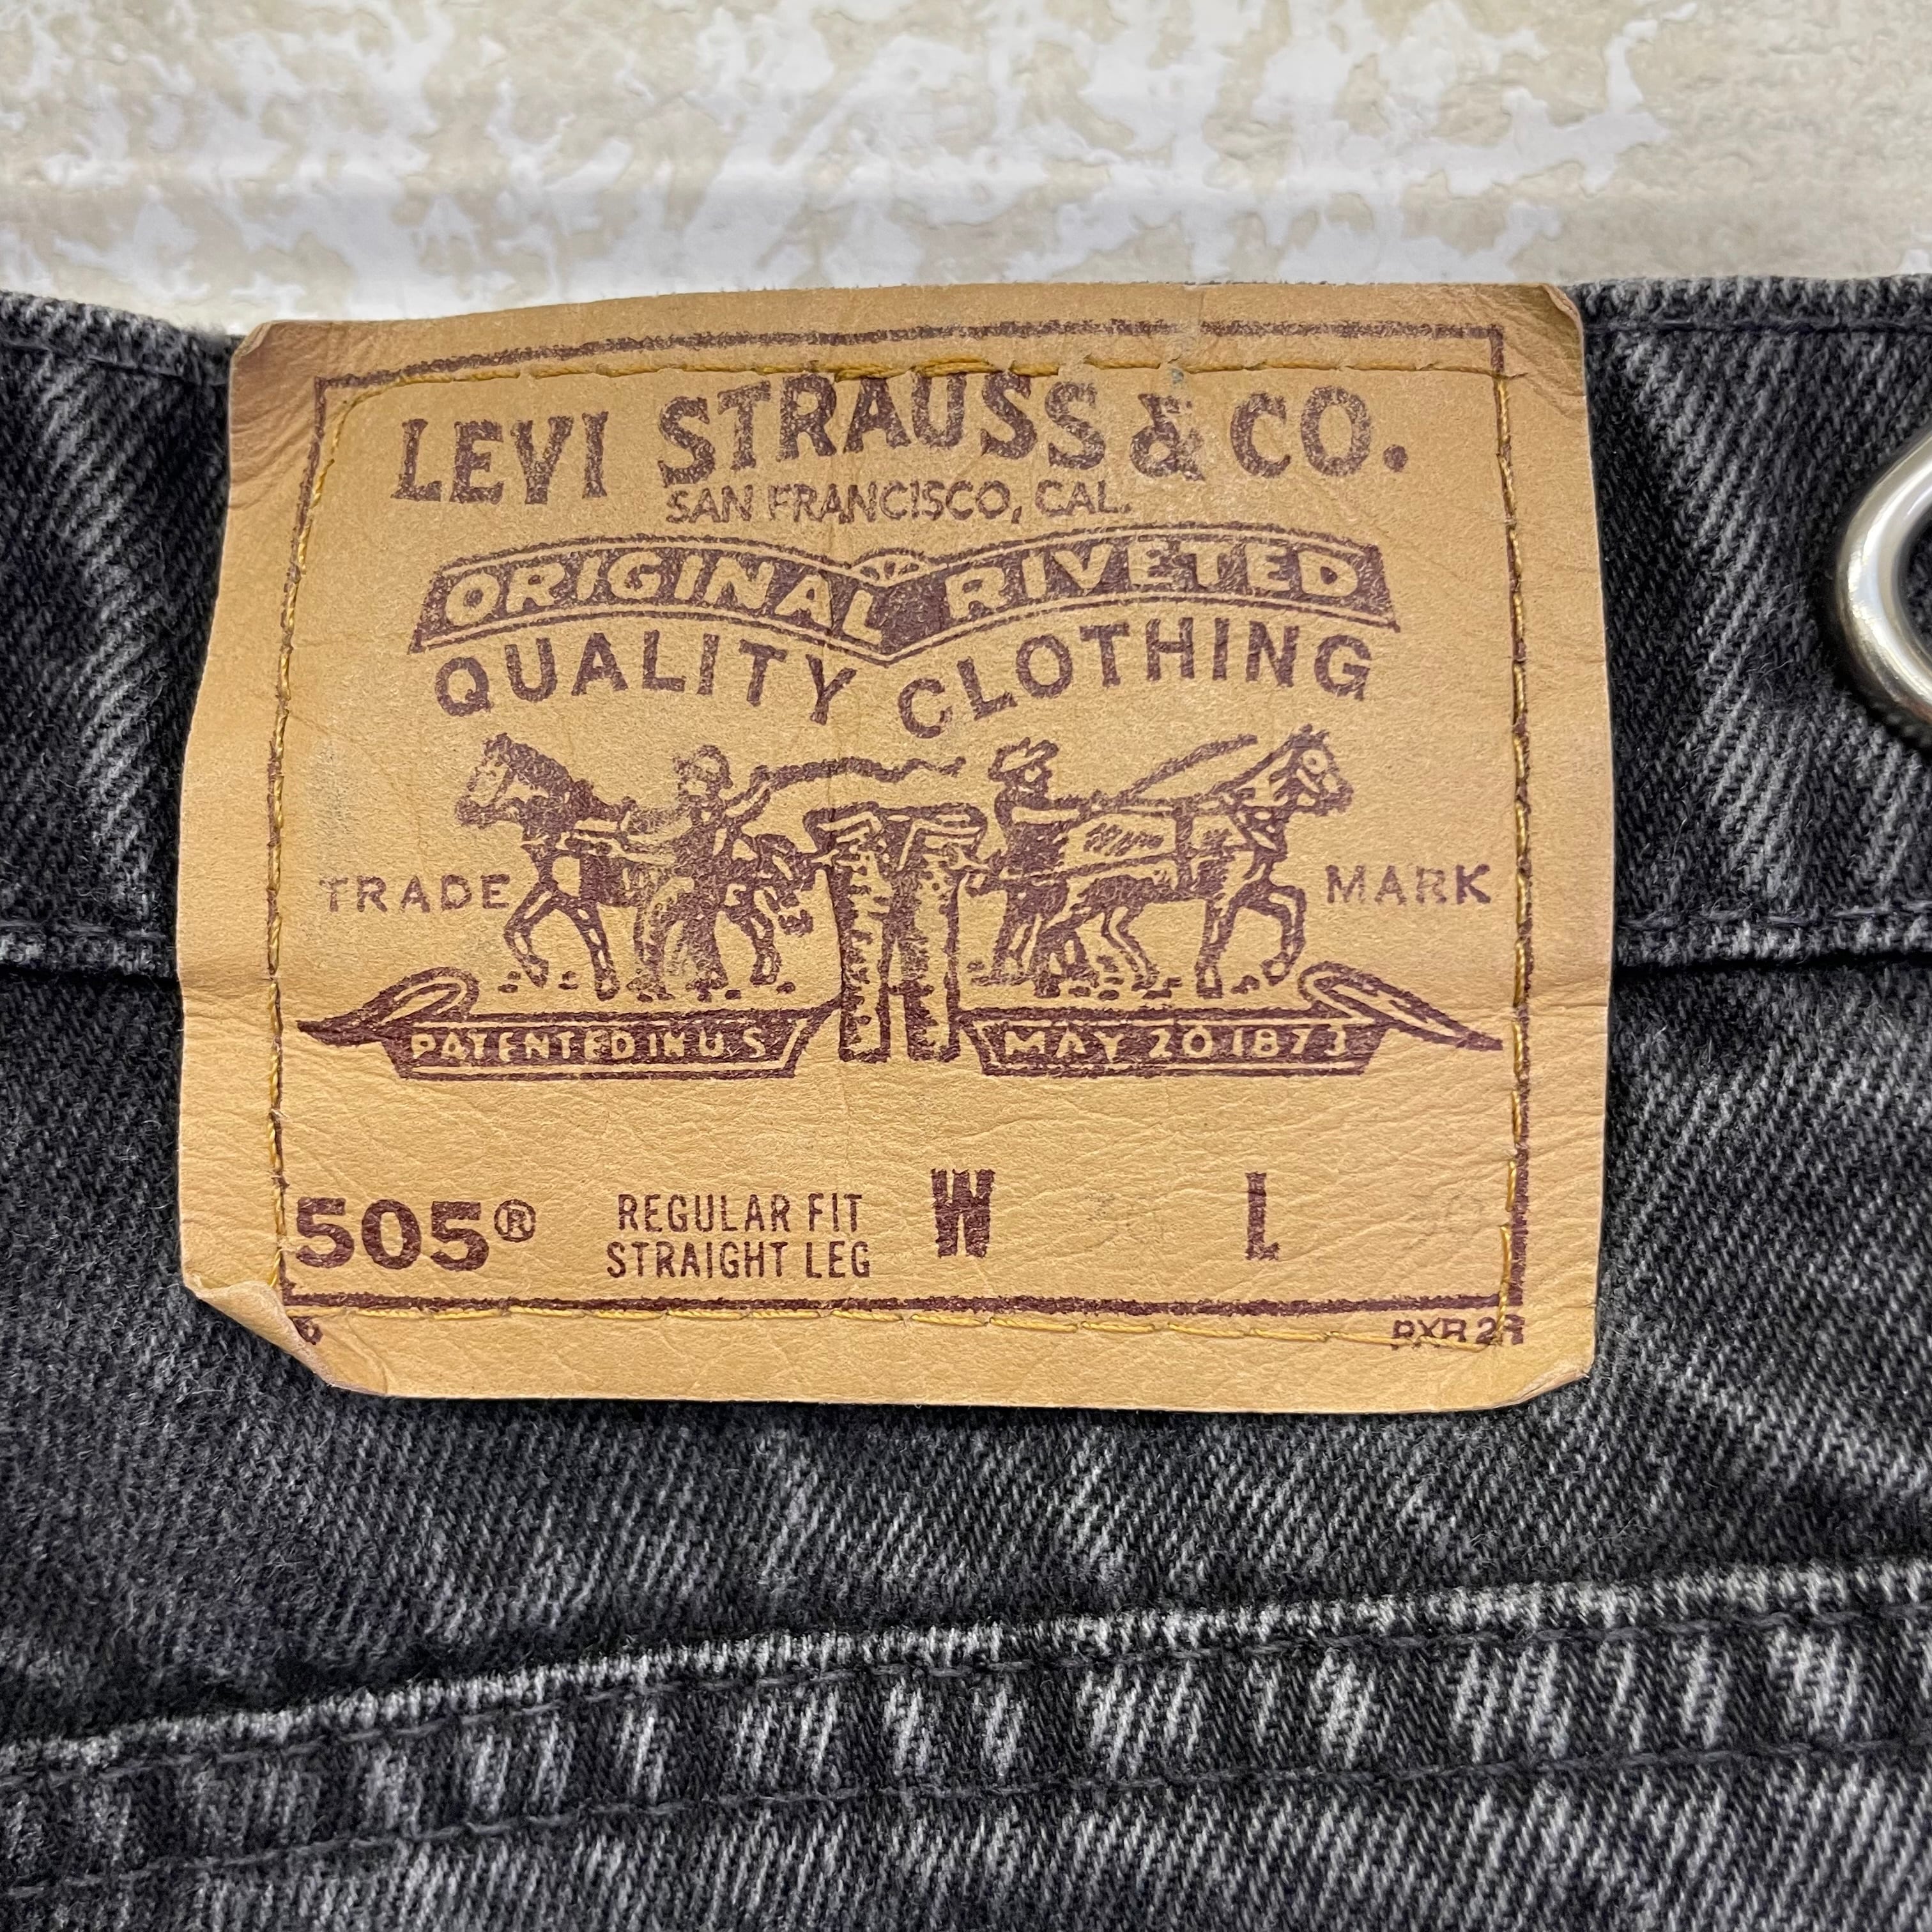 LEVI STRAUSS & CO.
SAN FRANCISCO, CAL.
ORIGINAL RIVETED
QUALITY CLOTHING
TRADE MARK
PATENTED IN U S MAY 20 1873
505® REGULAR FIT W L
STRAIGHT LEG